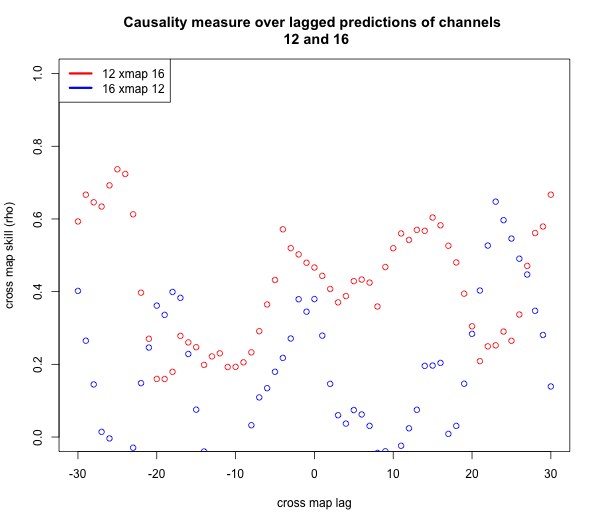 Causality measure over lagged predictions of channels
12 and 16
12 xmap 16
16 xmap 12
cross map skill (rho)
1.0
0.8
0.6
0.4
0.2
0.0
-30 -20 -10 0 10 20 30
cross map lag